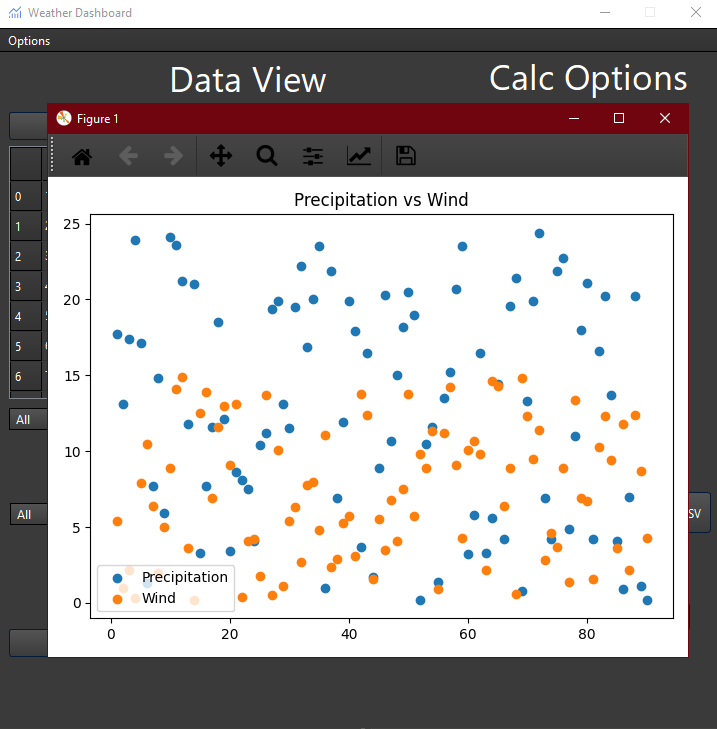 Weather Dashboard
Options
Data View
Calc Options
Figure 1
0
1
2
3
4
5
6
All
All
SV
Precipitation vs Wind
25
20
15
10
5
0
Precipitation
Wind
0 20 40 60 80